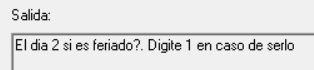 Salida:
El dia 2 si es feriado?. Digite 1 en caso de serlo